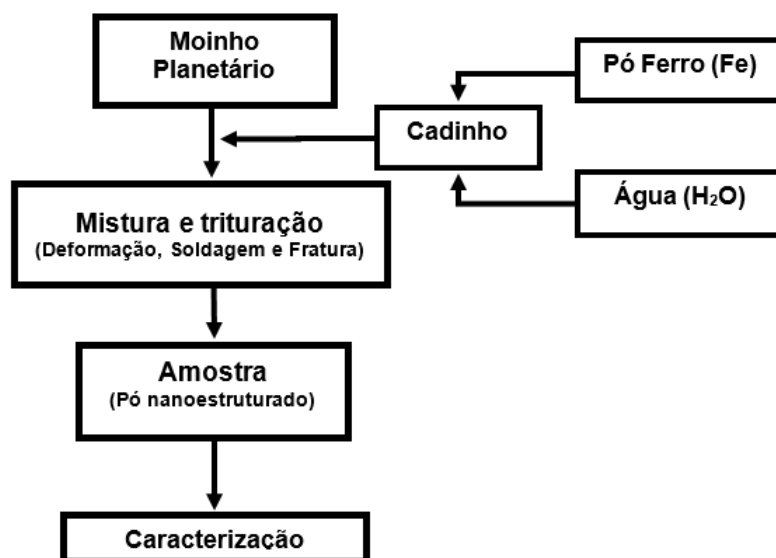 Moinho
Planetário
Pó Ferro (Fe)
Cadinho
Água (H₂O)
Mistura e trituração
(Deformação, Soldagem e Fratura)
Amostra
(Pó nanoestruturado)
Caracterização